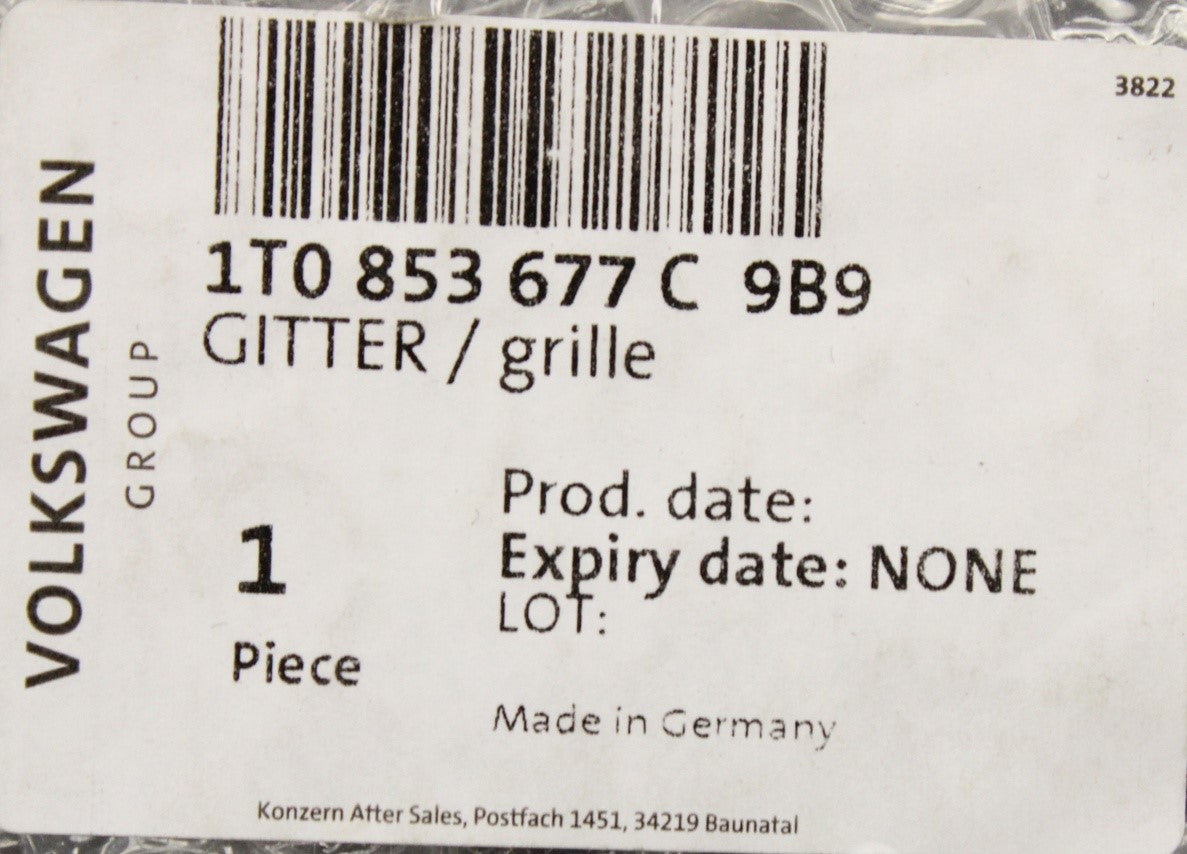 3822
1T0 853 677 C 9B9
GITTER / grille
VOLKSWAGEN
GROUP
1
Piece
Prod. date:
Expiry date: NONE
LOT:
Made in Germany
Konzern After Sales, Postfach 1451, 34219 Baunatal